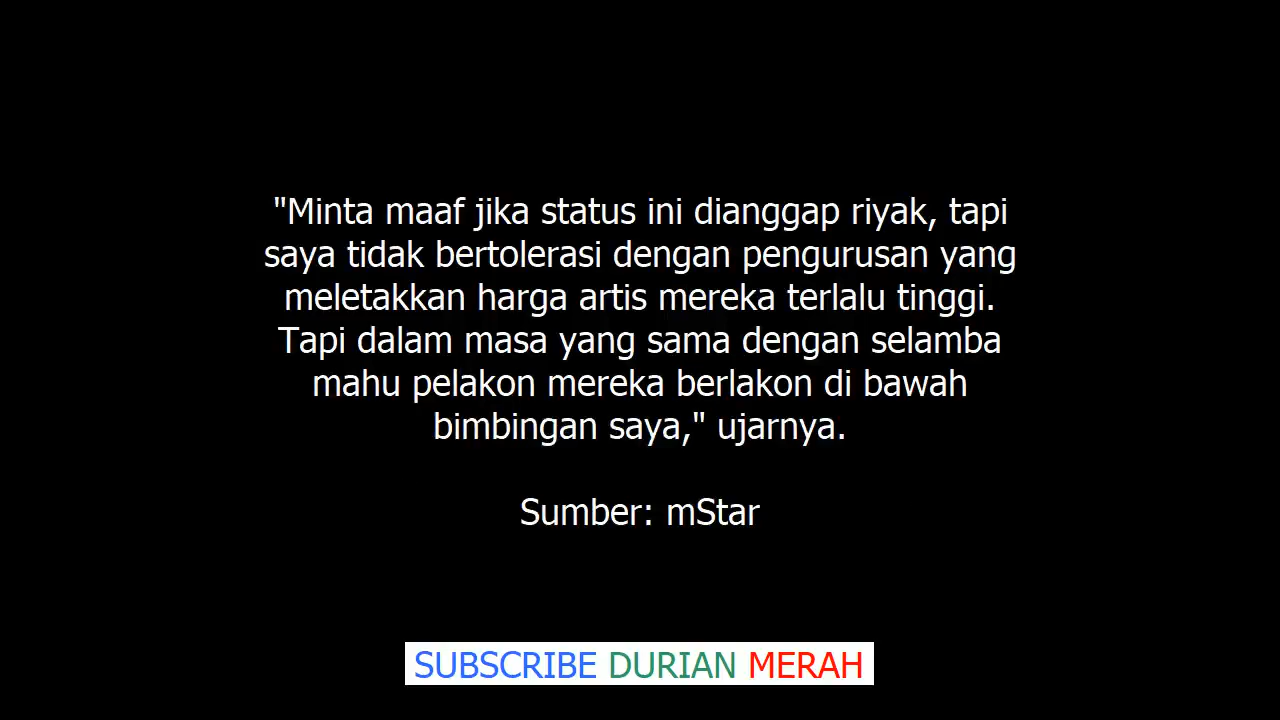 "Minta maaf jika status ini dianggap riyak, tapi
saya tidak bertolerasi dengan pengurusan yang
meletakkan harga artis mereka terlalu tinggi.
Tapi dalam masa yang sama dengan selamba
mahu pelakon mereka berlakon di bawah
bimbingan saya," ujarnya.
Sumber: mStar
SUBSCRIBE DURIAN MERAH